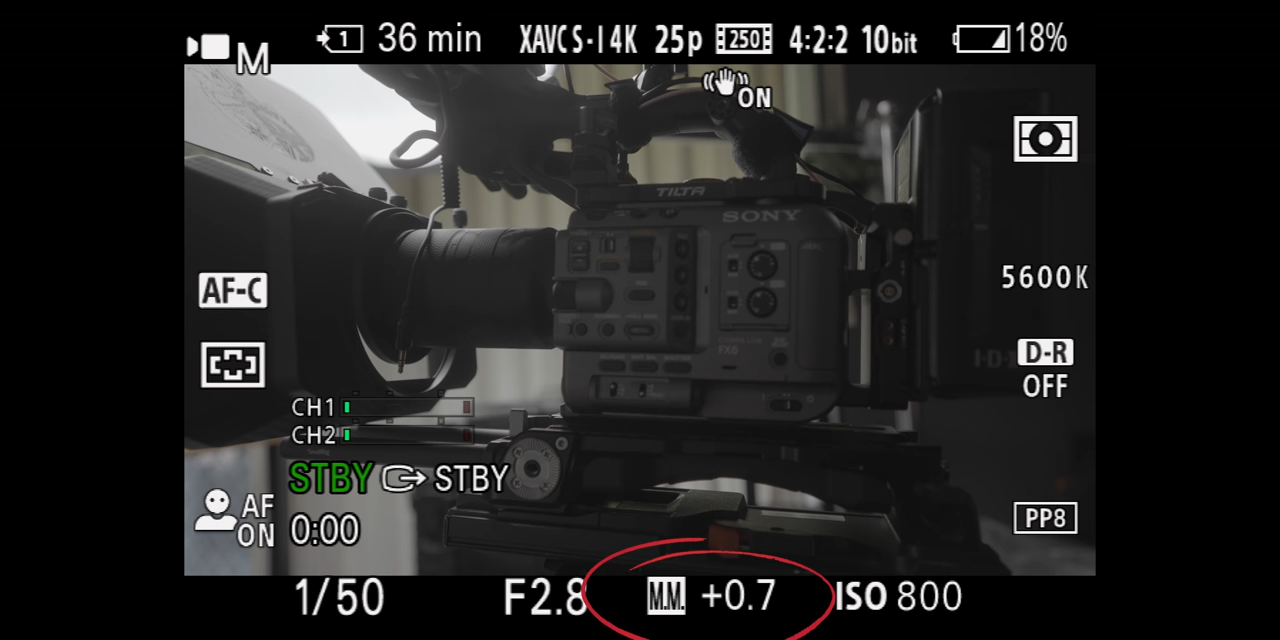 M
1 36 min XAVC S-I 4K 25p 250 4:2:2 10bit 18%
ON
TILTA
SONY
FX6
AF-C
5600K
D-R
OFF
CH1
CH2
STBY STBY
AF
ON
0:00
PP8
1/50 F2.8 M.M. +0.7 ISO 800